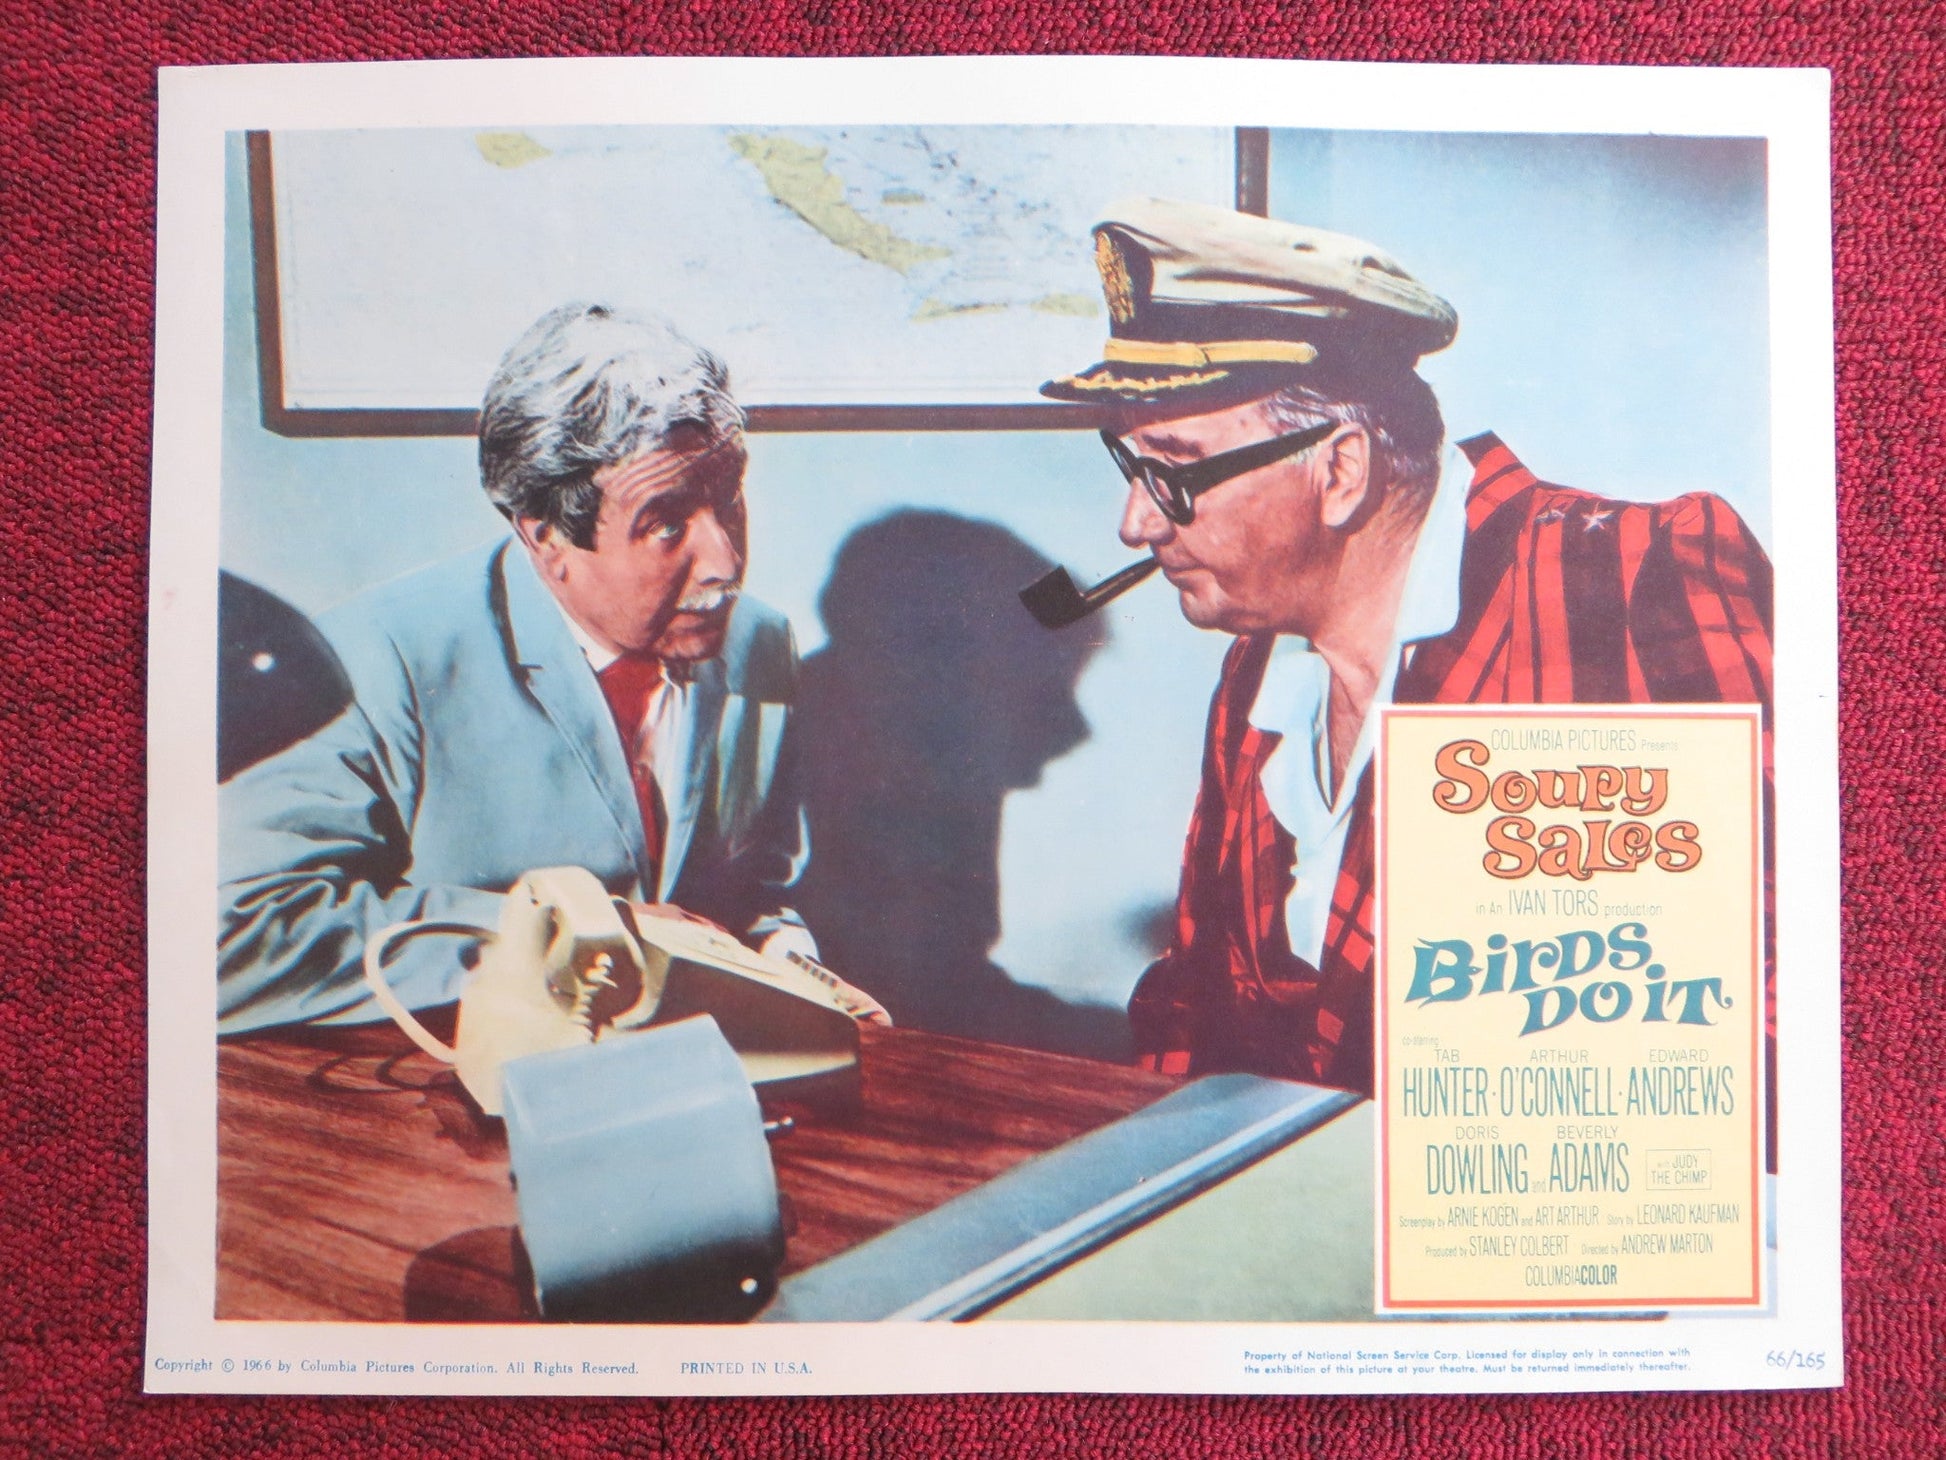 COLUMBIA PICTURES Presents
Soupy
Sales
in An IVAN TORS production
Birds
Do it
co-starring
TAB ARTHUR EDWARD
HUNTER · O'CONNELL · ANDREWS
DORIS BEVERLY
DOWLING and ADAMS
with JUDY
THE CHIMP
Screenplay by ARNIE KOGEN and ART ARTHUR Story by LEONARD KAUFMAN
Produced by STANLEY COLBERT Directed by ANDREW MARTON
COLUMBIACOLOR
Copyright © 1966 by Columbia Pictures Corporation. All Rights Reserved. PRINTED IN U.S.A.
Property of National Screen Service Corp. Licensed for display only in connection with
the exhibition of this picture at your theatre. Must be returned immediately thereafter.
66/165